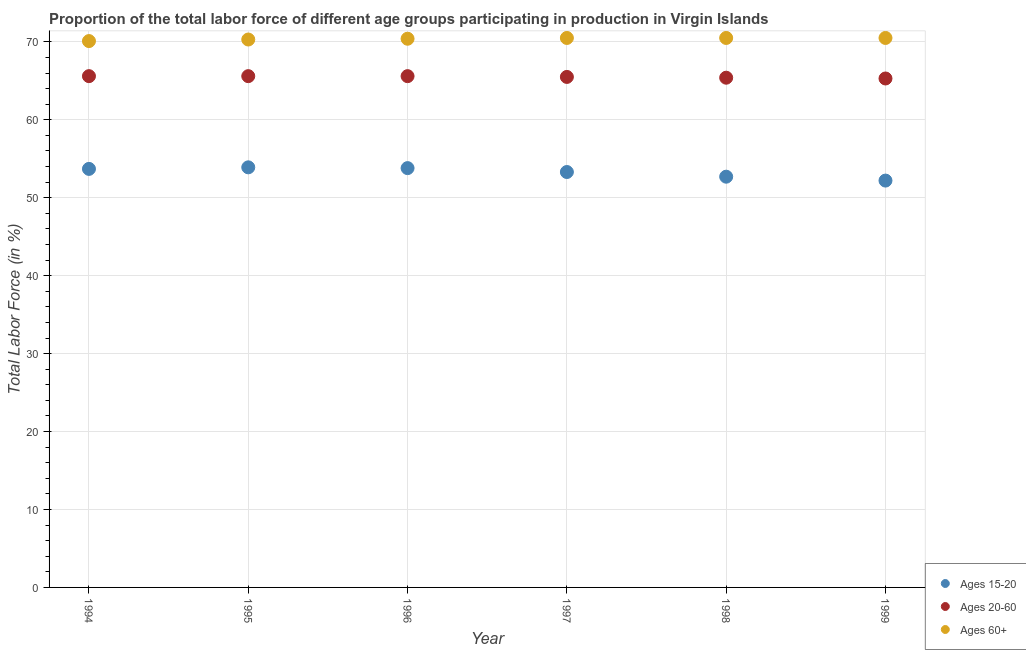 Proportion of the total labor force of different age groups participating in production in Virgin Islands
Total Labor Force (in %)
70
60
50
40
30
20
10
0
1994
1995
1996
1997
1998
1999
Year
Ages 15-20
Ages 20-60
Ages 60+